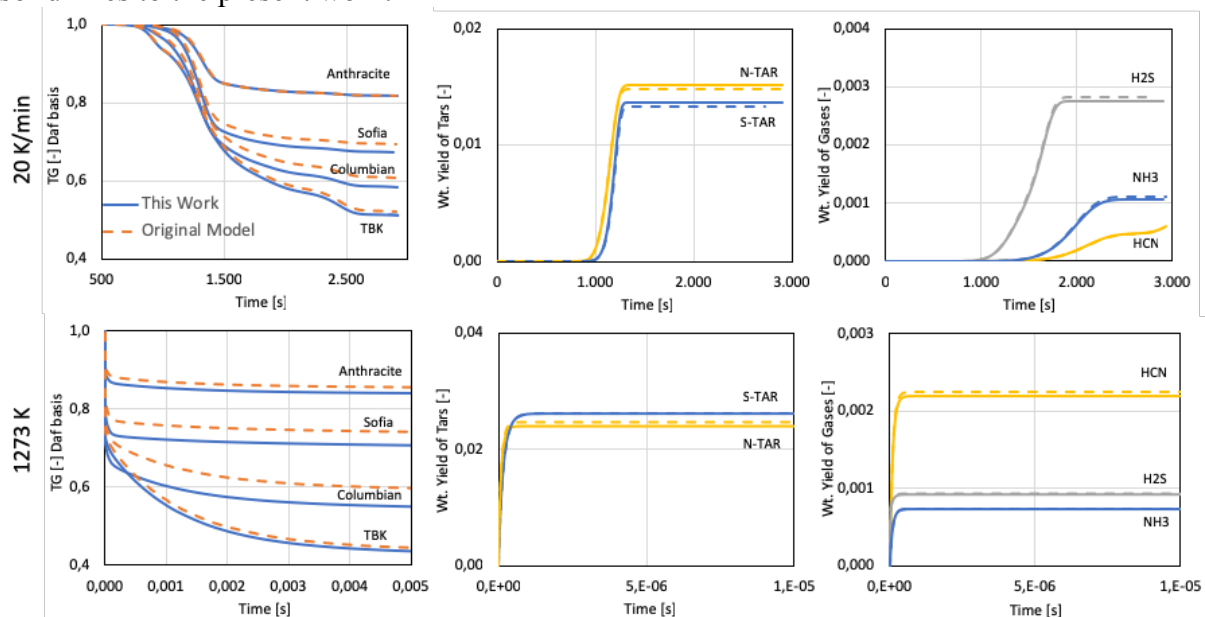 20 K/min
TG [-] Daf basis
1,0
0,8
0,6
0,4
Anthracite
Sofia
Columbian
TBK
This Work
Original Model
500
1.500
2.500
Time [s]
Wt. Yield of Tars [-]
0,02
0,01
0,00
N-TAR
S-TAR
0
1.000
2.000
3.000
Time [s]
Wt. Yield of Gases [-]
0,004
0,003
0,002
0,001
0,000
H2S
NH3
HCN
0
1.000
2.000
3.000
Time [s]
1273 K
TG [-] Daf basis
1,0
0,8
0,6
0,4
Anthracite
Sofia
Columbian
TBK
0,000
0,001
0,002
0,003
0,004
0,005
Time [s]
Wt. Yield of Tars [-]
0,04
0,02
0,00
S-TAR
N-TAR
0,E+00
5,E-06
1,E-05
Time [s]
Wt. Yield of Gases [-]
0,003
0,002
0,001
0,000
HCN
H2S
NH3
0,E+00
5,E-06
1,E-05
Time [s]